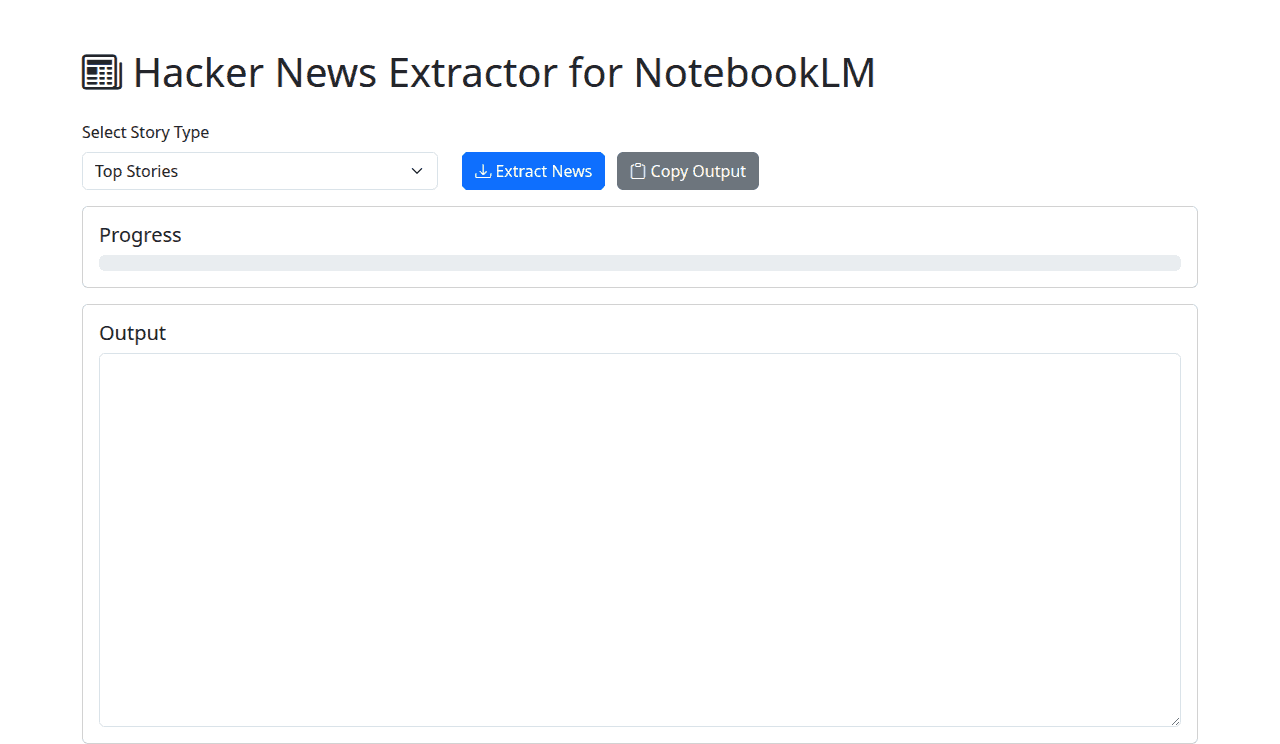 Hacker News Extractor for NotebookLM
Select Story Type
Top Stories
Extract News
Copy Output
Progress
Output